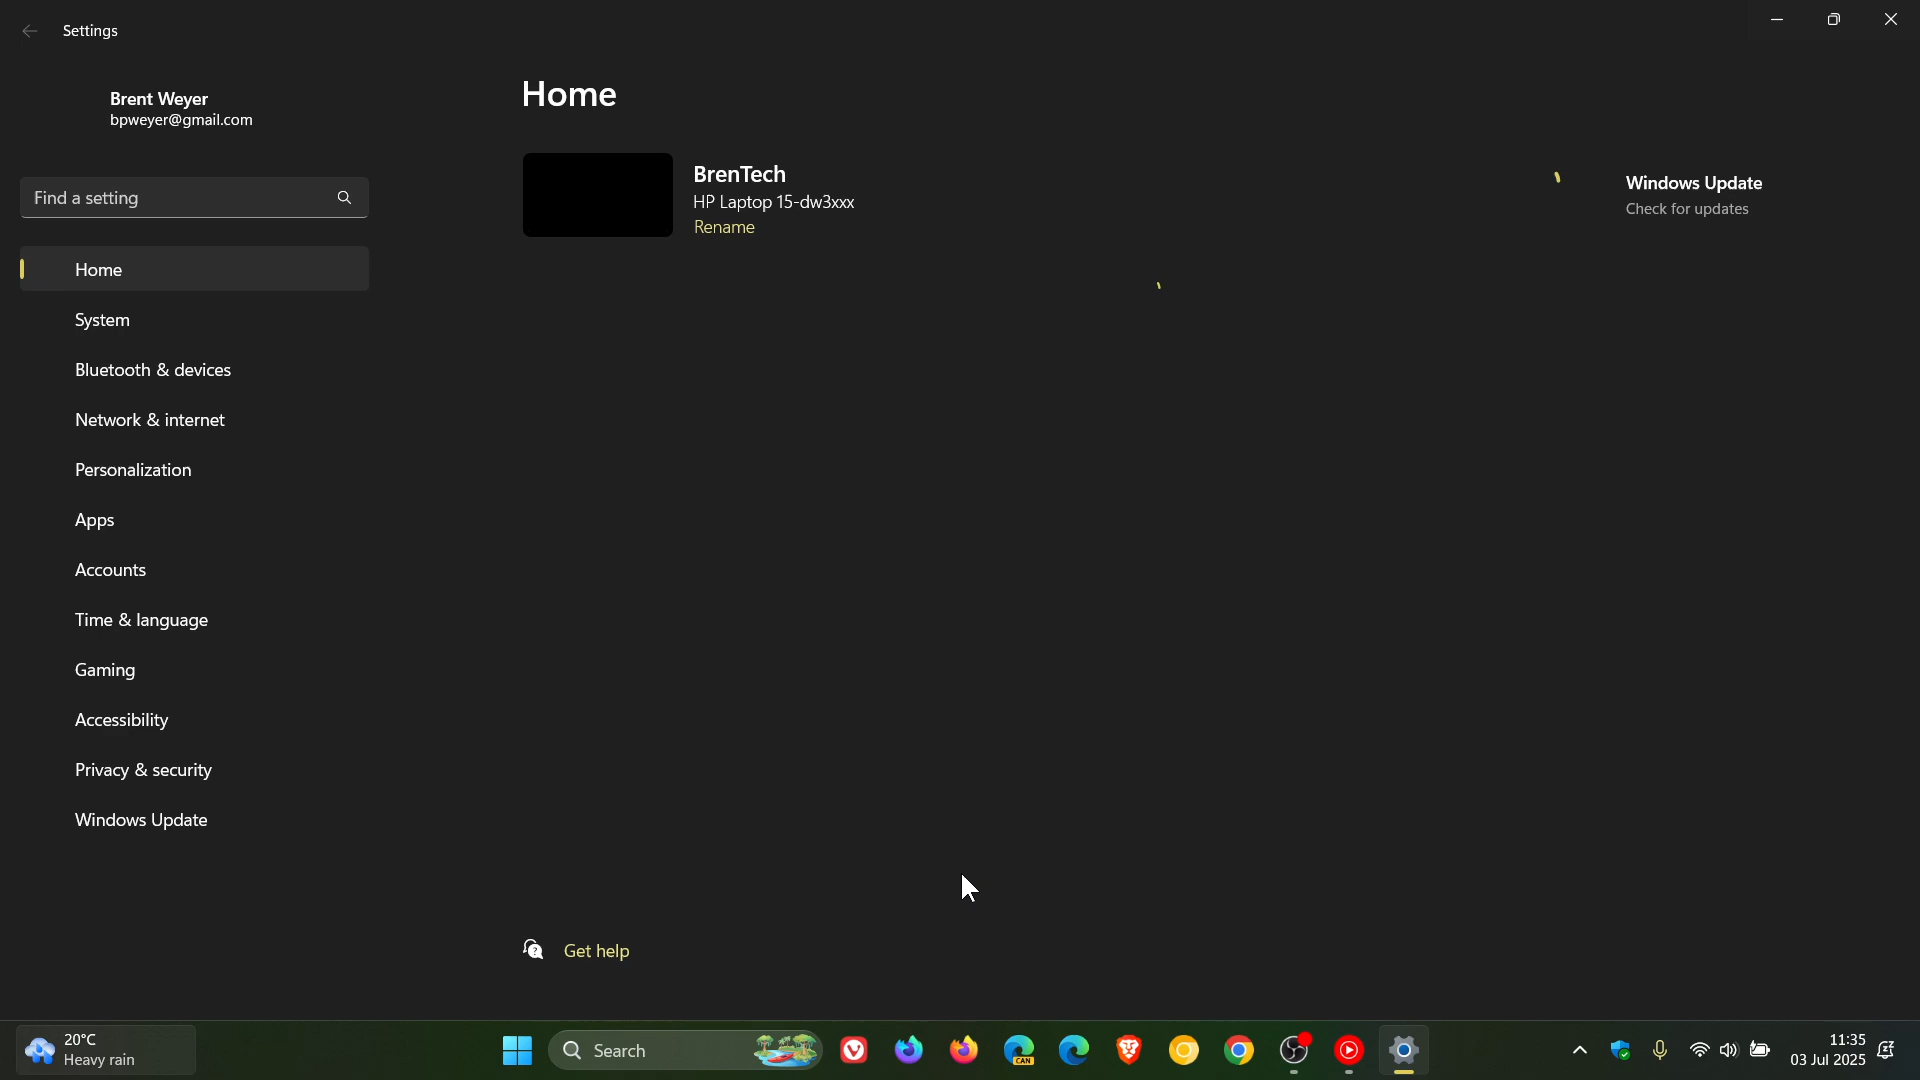 Settings
Brent Weyer
bpweyer@gmail.com
Find a setting
Home
System
Bluetooth & devices
Network & internet
Personalization
Apps
Accounts
Time & language
Gaming
Accessibility
Privacy & security
Windows Update
Home
BrenTech
HP Laptop 15-dw3xxx
Rename
Windows Update
Check for updates
Get help
20°C
Heavy rain
Search
CAN
11:35
03 Jul 2025